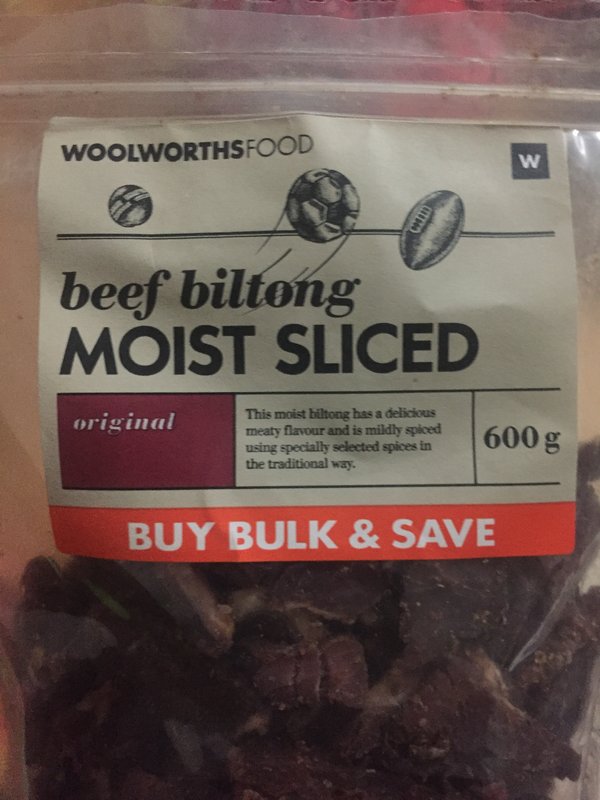 WOOLWORTHSFOOD
W
beef biltong
MOIST SLICED
original
This moist biltong has a delicious
meaty flavour and is mildly spiced
using specially selected spices in
the traditional way.
600 g
BUY BULK & SAVE